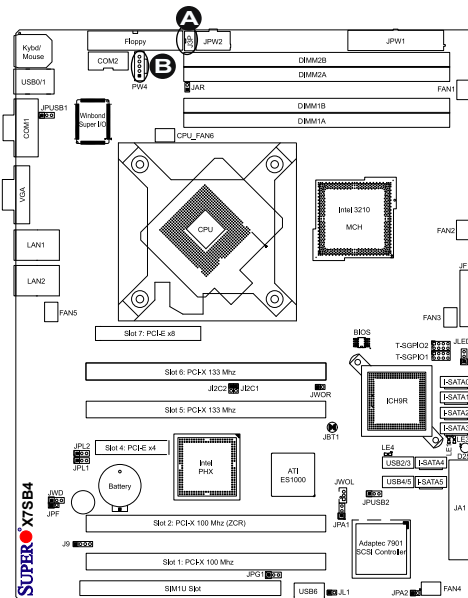 A
Kybd/
Mouse
Floppy
J3P
JPW2
JPW1
COM2
B
PW4
DIMM2B
DIMM2A
JAR
FAN1
USB0/1
JPUSB1
COM1
Winbond
Super I/O
DIMM1B
DIMM1A
CPU_FAN6
VGA
CPU
Intel 3210
MCH
LAN1
FAN2
LAN2
JF
FAN5
FAN3
Slot 7: PCI-E x8
BIOS
T-SGPIO2
T-SGPIO1
JLED
Slot 6: PCI-X 133 Mhz
JI2C2
JI2C1
JWOR
ICH9R
I-SATA0
I-SATA1
I-SATA2
I-SATA3
Slot 5: PCI-X 133 Mhz
JBT1
JPL2
JPL1
Slot 4: PCI-E x4
Intel
PHX
ATI
ES1000
LE4
USB2/3
I-SATA4
Battery
JWD
JPF
JWOL
USB4/5
I-SATA5
JPUSB2
JA1
Slot 2: PCI-X 100 Mhz (ZCR)
JPA1
J9
Slot 1: PCI-X 100 Mhz
Adaptec 7901
SCSI Controller
JPG1
SIM1U Slot
USB6
JL1
JPA2
FAN4
SUPER X7SB4